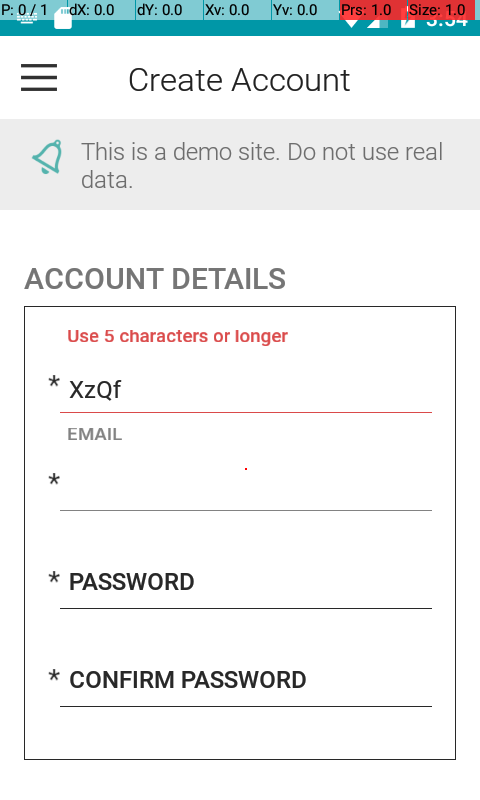 P: 0 / 1 dX: 0.0 dY: 0.0 Xv: 0.0 Yv: 0.0 Prs: 1.0 Size: 1.0
Create Account
This is a demo site. Do not use real
data.
ACCOUNT DETAILS
Use 5 characters or longer
* XzQf
EMAIL
*
* PASSWORD
* CONFIRM PASSWORD